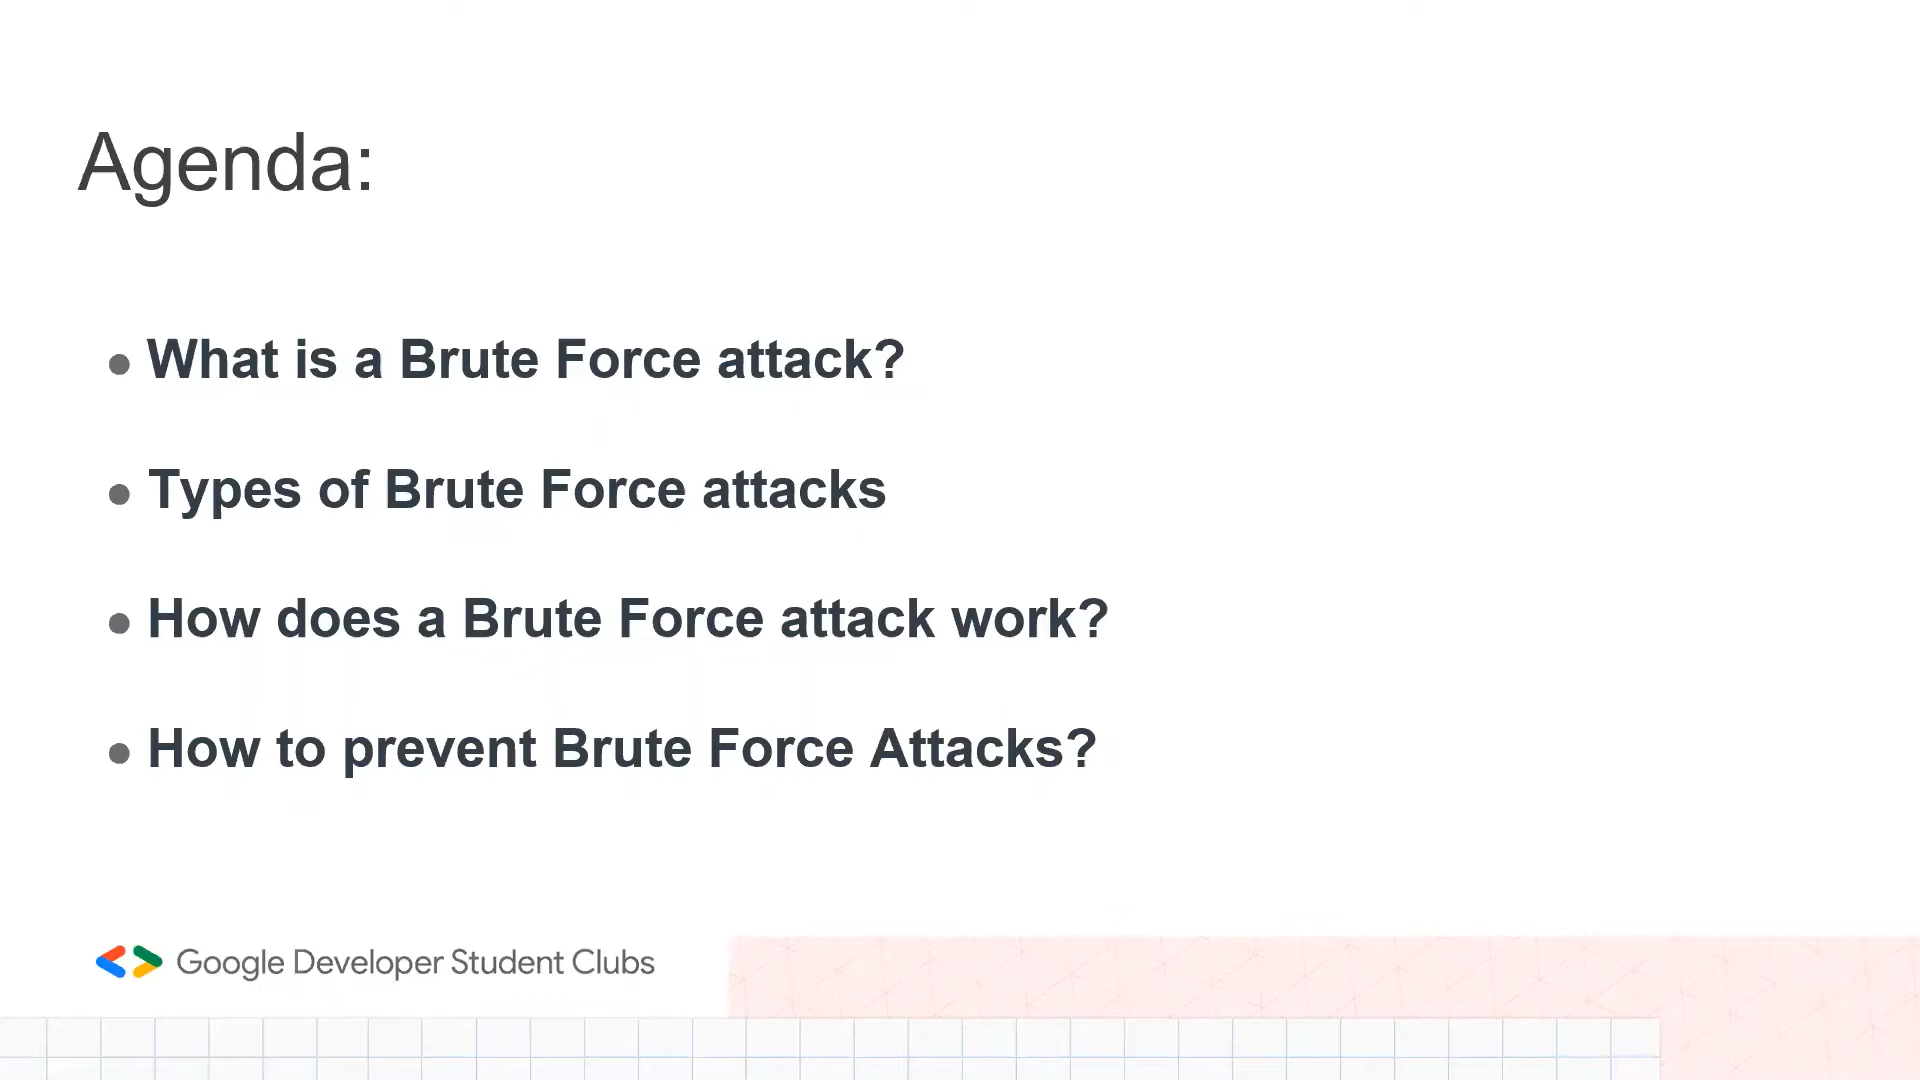 Agenda:
● What is a Brute Force attack?
● Types of Brute Force attacks
● How does a Brute Force attack work?
● How to prevent Brute Force Attacks?
Google Developer Student Clubs